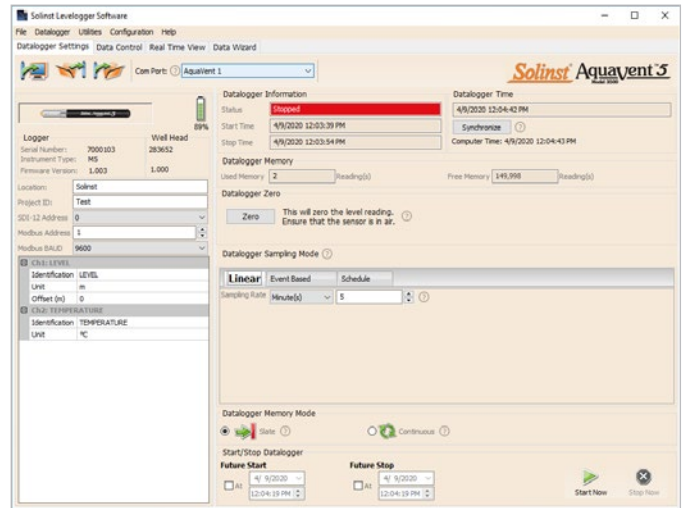 Solinst Levelogger Software
File Datalogger Utilities Configuration Help
Datalogger Settings Data Control Real Time View Data Wizard
Com Port: AquaVent 1
Solinst Aquavent 5
89%
Logger Well Head
Serial Number: 7000103 283652
Instrument Type: M5
Firmware Version: 1.003 1.000
Location: Solinst
Project ID: Test
SDI-12 Address 0
Modbus Address 1
Modbus BAUD 9600
Ch1: LEVEL
Identification LEVEL
Unit m
Offset (m) 0
Ch2: TEMPERATURE
Identification TEMPERATURE
Unit ºC
Datalogger Information
Status Stopped
Start Time 4/9/2020 12:03:39 PM
Stop Time 4/9/2020 12:03:54 PM
Datalogger Time
4/9/2020 12:04:42 PM
Synchronize
Computer Time: 4/9/2020 12:04:43 PM
Datalogger Memory
Used Memory 2 Reading(s) Free Memory 149,998 Reading(s)
Datalogger Zero
Zero
This will zero the level reading.
Ensure that the sensor is in air.
Datalogger Sampling Mode
Linear Event Based Schedule
Sampling Rate Minute(s) 5
Datalogger Memory Mode
Slate Continuous
Start/Stop Datalogger
Future Start Future Stop
At 4/ 9/2020 At 4/ 9/2020
12:04:19 PM 12:04:19 PM
Start Now Stop Now